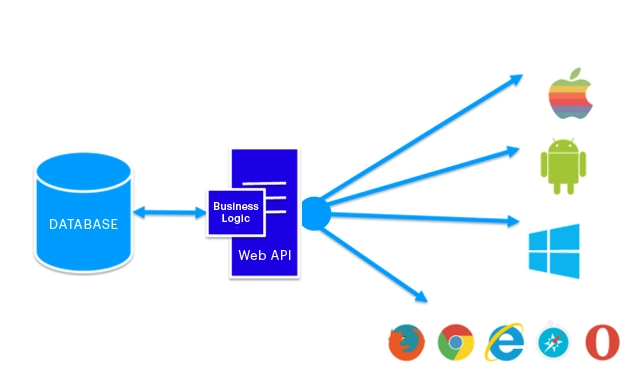 DATABASE
Business
Logic
Web API